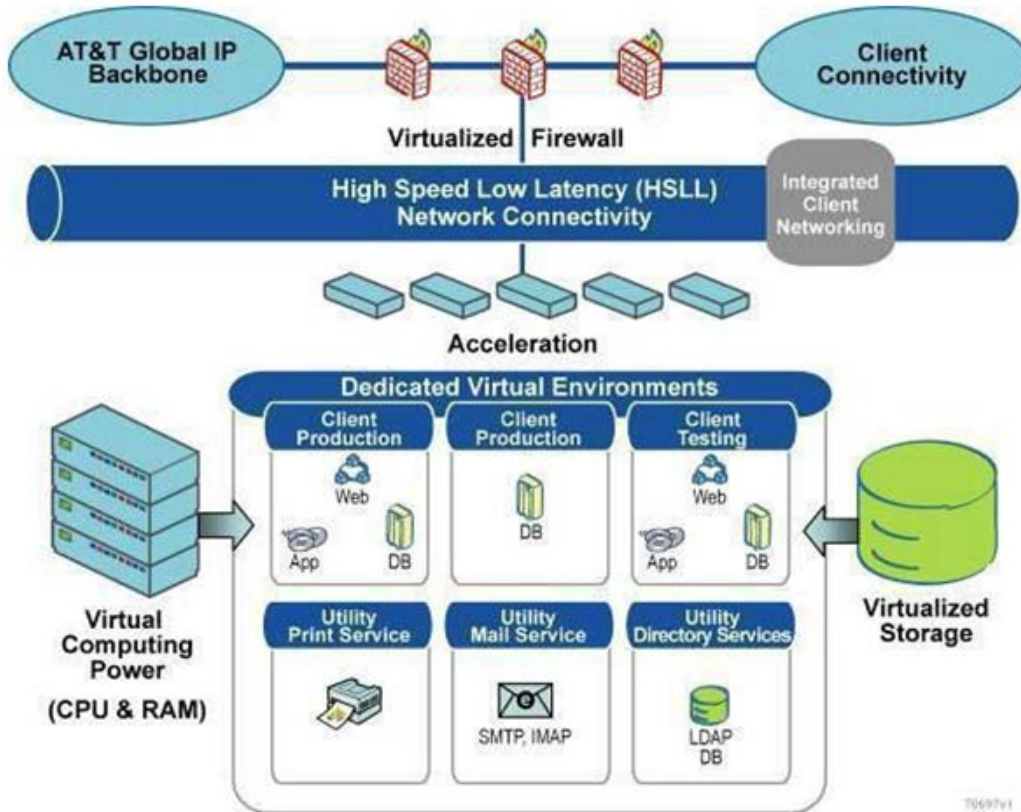 AT&T Global IP
Backbone
Client
Connectivity
Virtualized Firewall
High Speed Low Latency (HSLL)
Network Connectivity
Integrated
Client
Networking
Acceleration
Dedicated Virtual Environments
Client
Production
Client
Production
Client
Testing
Web
App
DB
DB
Web
App
DB
Virtual
Computing
Power
(CPU & RAM)
Virtualized
Storage
Utility
Print Service
Utility
Mail Service
Utility
Directory Services
SMTP, IMAP
LDAP
DB
T0697v1